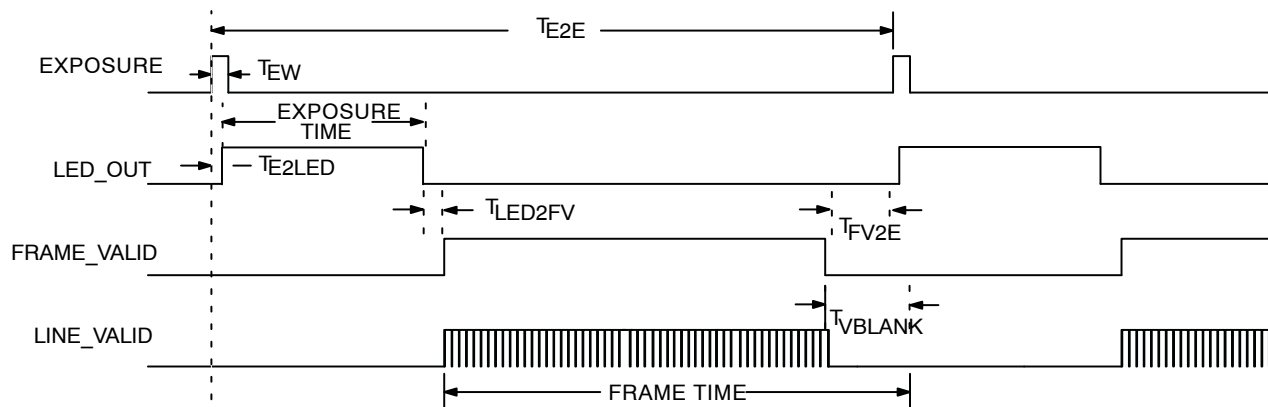 TE2E
EXPOSURE
TEW
EXPOSURE
TIME
LED_OUT
TE2LED
TLED2FV
TFV2E
FRAME_VALID
TVBLANK
LINE_VALID
FRAME TIME